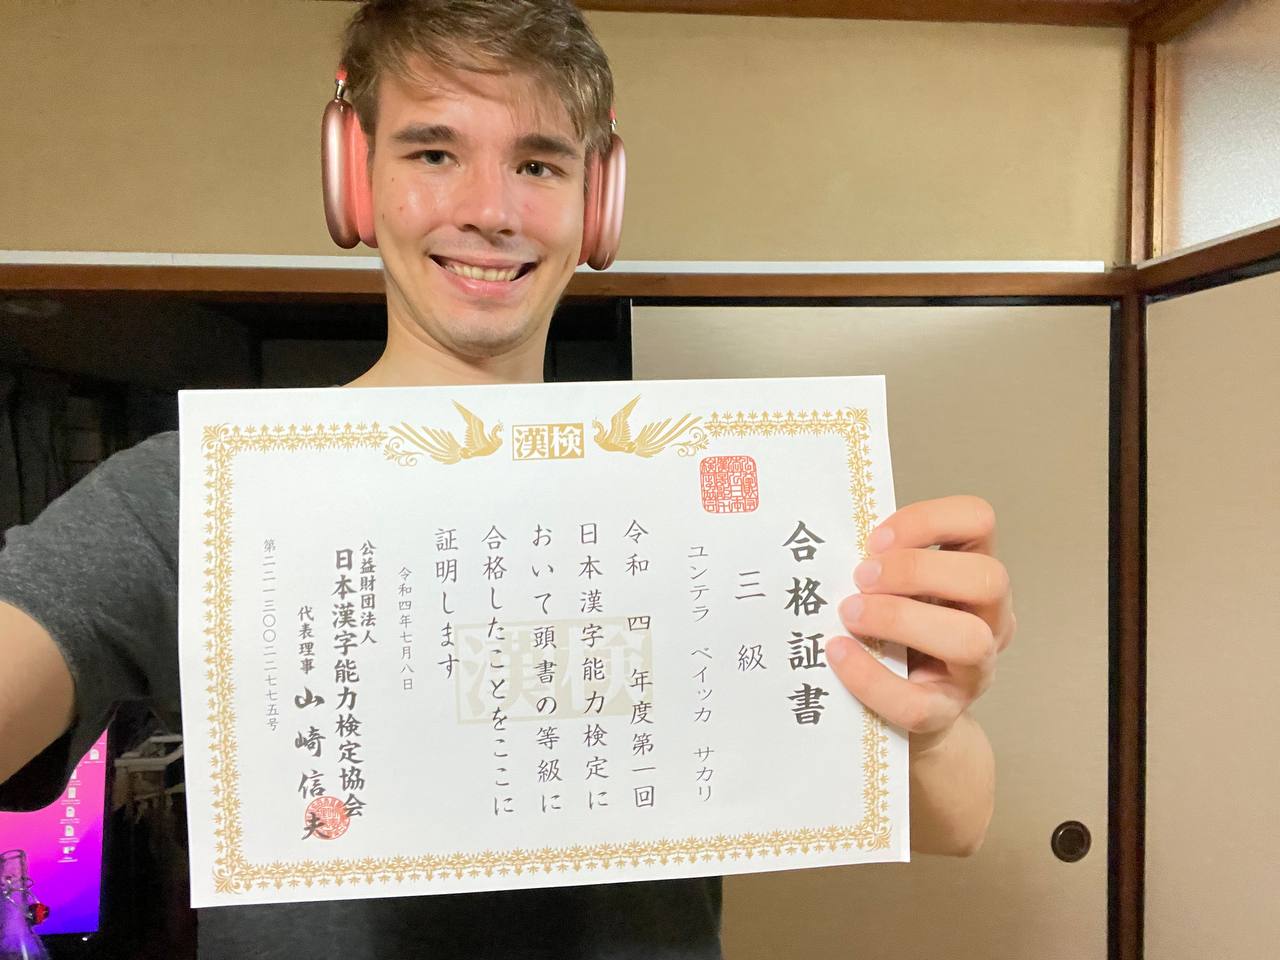 漢検
合格証書
三級
ユンテラ ベイッカ サカリ
令和 四 年度第一回
日本漢字能力検定に
おいて頭書の等級に
合格したことをここに
証明します
令和四年七月八日
公益財団法人
日本漢字能力検定協会
代表理事 山崎信夫
第二二一三〇〇二二七七五号
漢検